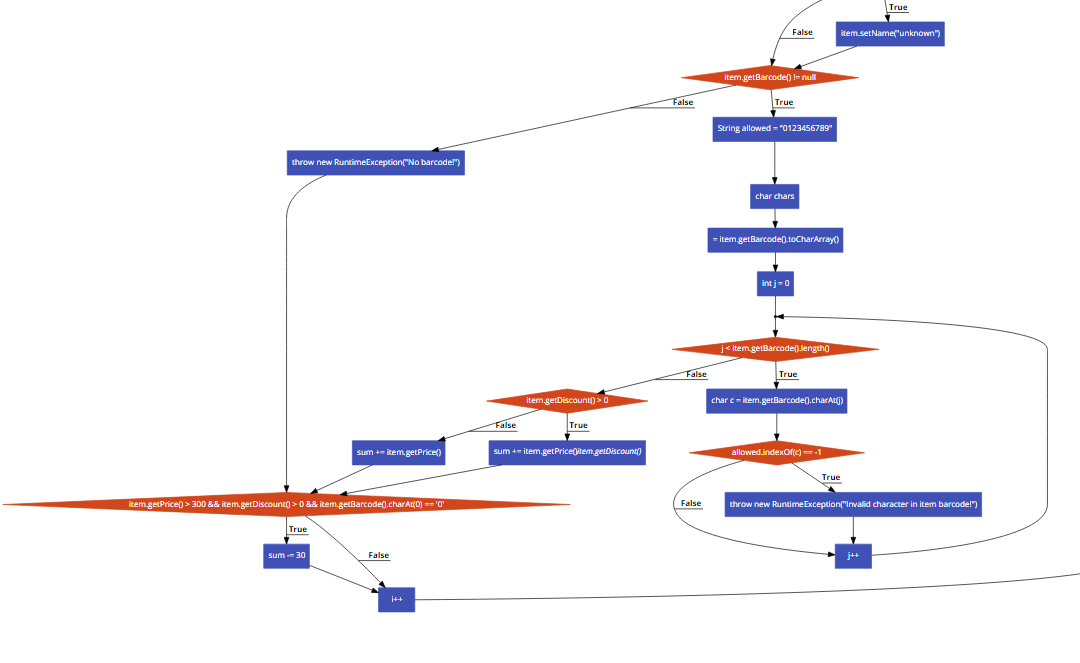 True
False
item.setName("unknown")
item.getBarcode() != null
False
True
String allowed = "0123456789"
throw new RuntimeException("No barcode!")
char chars
= item.getBarcode().toCharArray()
int j = 0
j < item.getBarcode().length()
False
True
item.getDiscount() > 0
char c = item.getBarcode().charAt(j)
False
True
sum += item.getPrice()
sum += item.getPrice()item.getDiscount()
allowed.indexOf(c) == -1
True
False
item.getPrice() > 300 && item.getDiscount() > 0 && item.getBarcode().charAt(0) == '0'
throw new RuntimeException("Invalid character in item barcode!")
True
False
sum -= 30
j++
i++